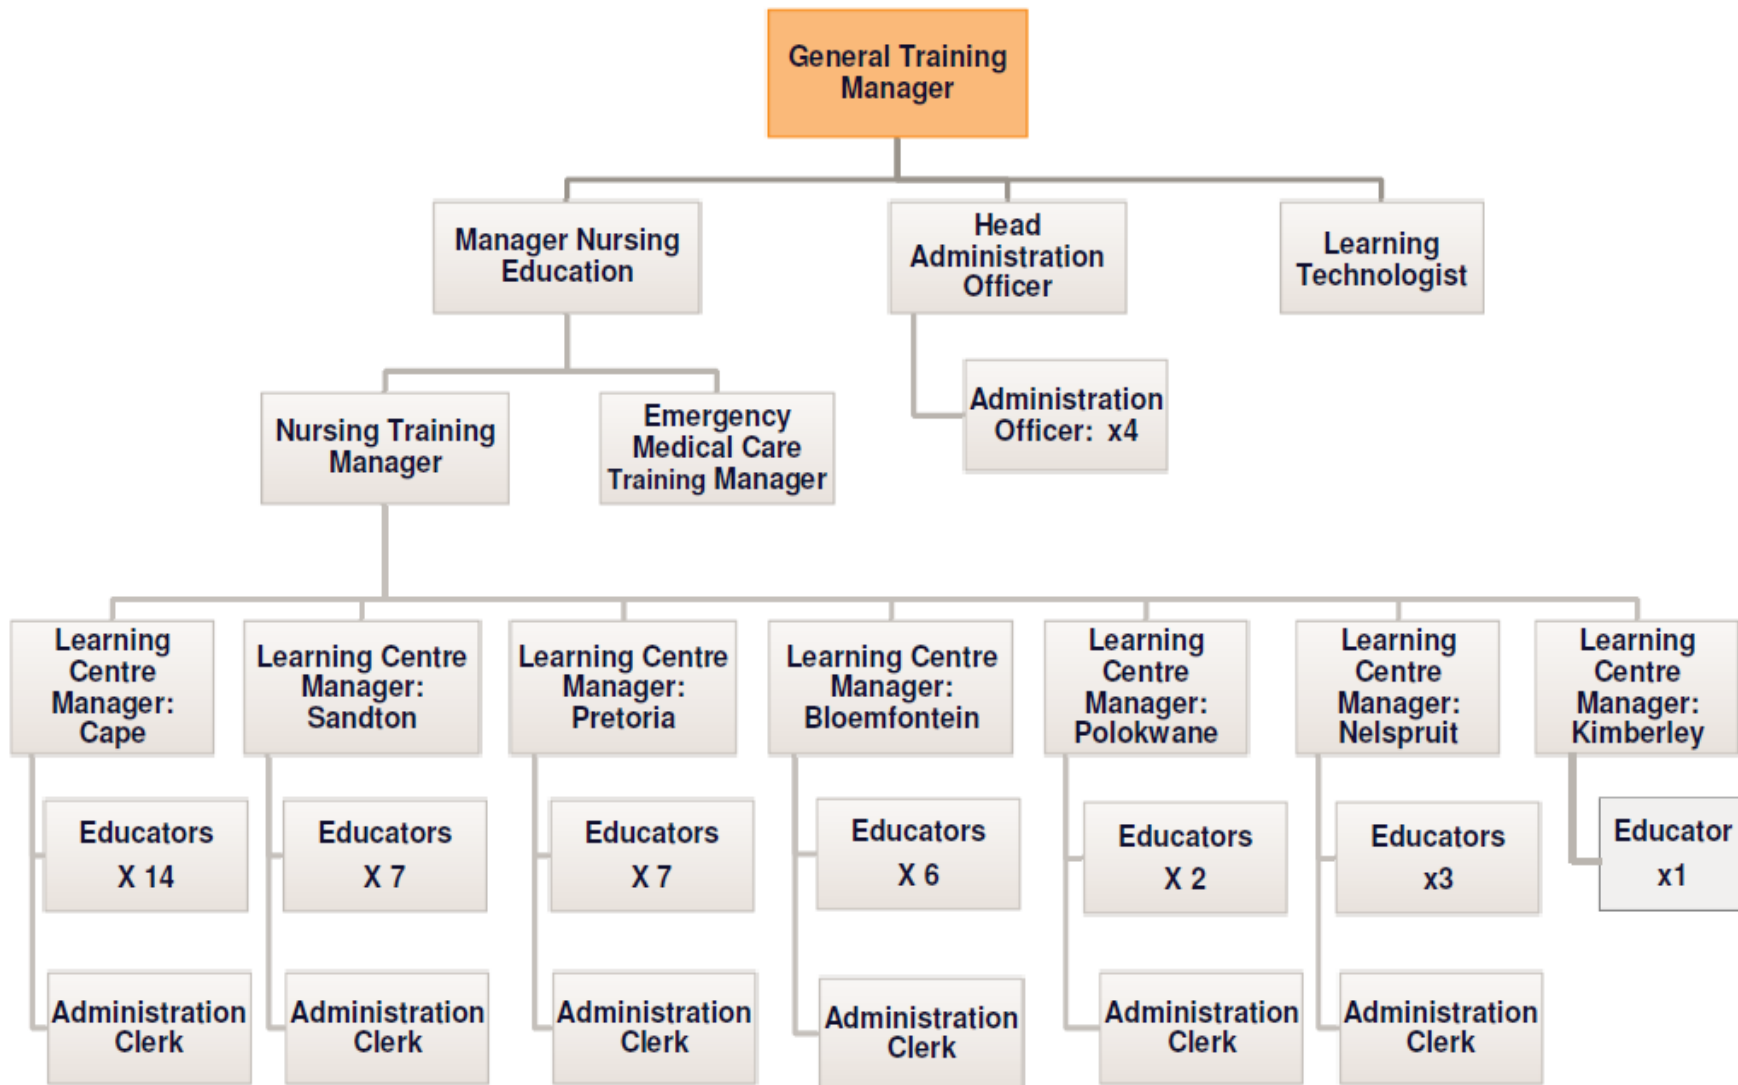 General Training
Manager
Manager Nursing
Education
Head
Administration
Officer
Learning
Technologist
Administration
Officer: x4
Nursing Training
Manager
Emergency
Medical Care
Training Manager
Learning
Centre
Manager:
Cape
Learning Centre
Manager:
Sandton
Learning Centre
Manager:
Pretoria
Learning Centre
Manager:
Bloemfontein
Learning
Centre
Manager:
Polokwane
Learning
Centre
Manager:
Nelspruit
Learning
Centre
Manager:
Kimberley
Educators
X 14
Educators
X 7
Educators
X 7
Educators
X 6
Educators
X 2
Educators
x3
Educator
x1
Administration
Clerk
Administration
Clerk
Administration
Clerk
Administration
Clerk
Administration
Clerk
Administration
Clerk